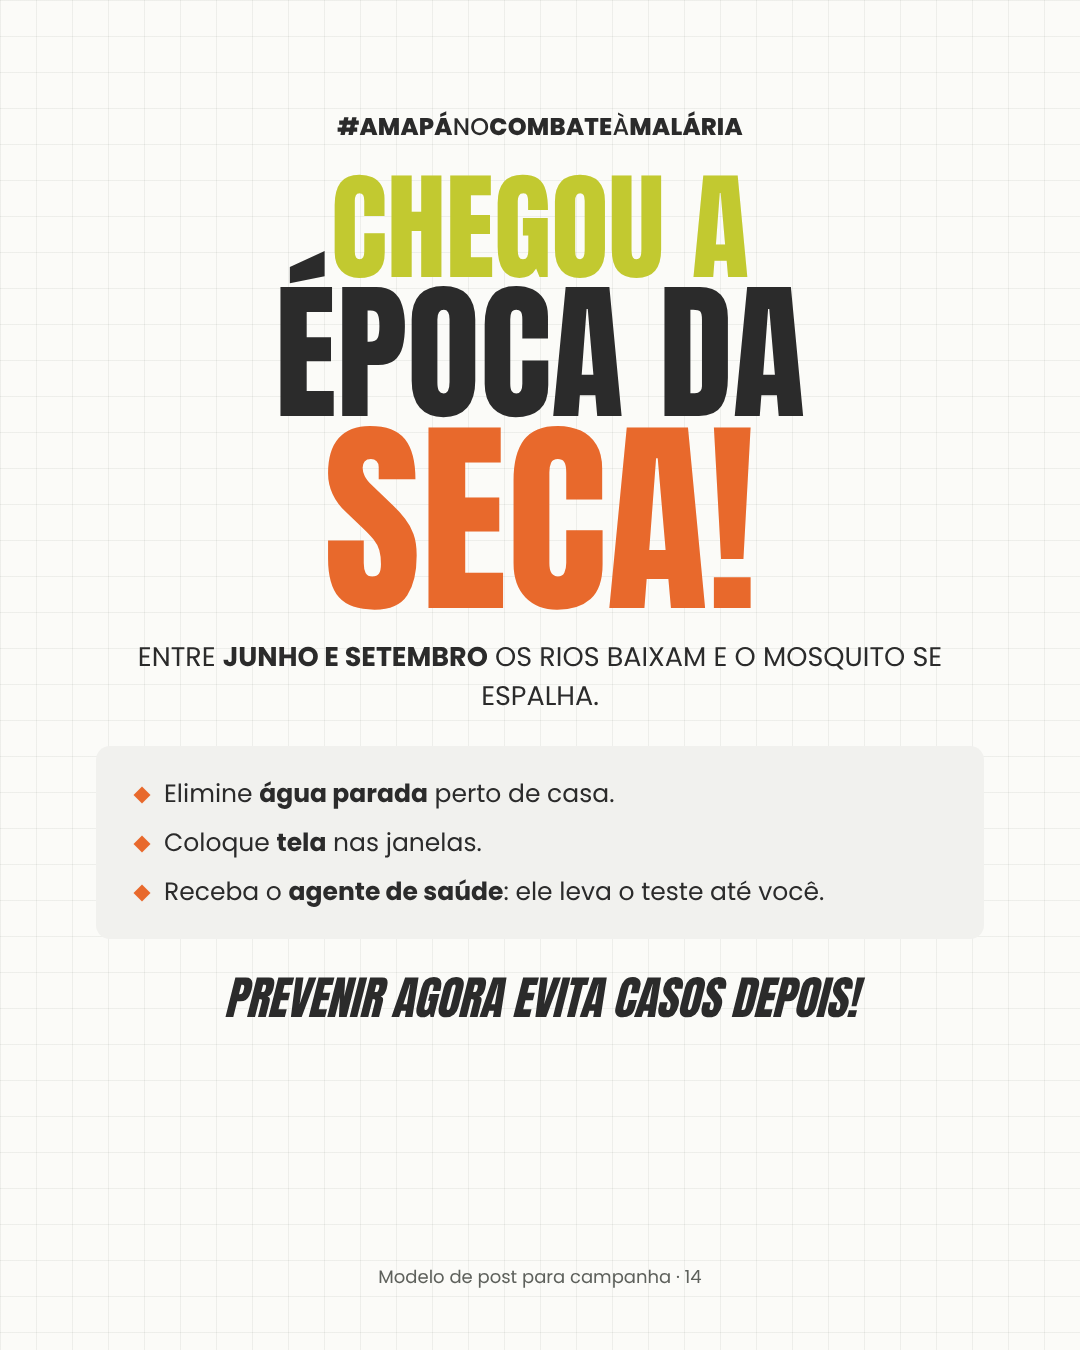 #AMAPÁNOCOMBATEÀMALÁRIA
CHEGOU A
ÉPOCA DA
SECA!
ENTRE JUNHO E SETEMBRO OS RIOS BAIXAM E O MOSQUITO SE
ESPALHA.
◆ Elimine água parada perto de casa.
◆ Coloque tela nas janelas.
◆ Receba o agente de saúde: ele leva o teste até você.
PREVENIR AGORA EVITA CASOS DEPOIS!
Modelo de post para campanha · 14